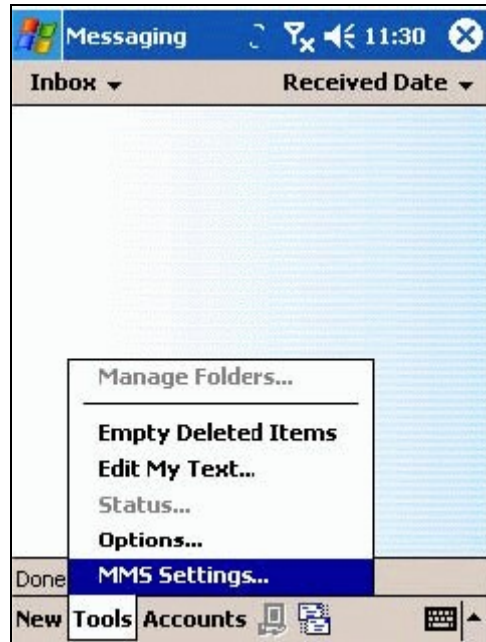 Messaging 11:30
Inbox Received Date
Manage Folders...
Empty Deleted Items
Edit My Text...
Status...
Options...
MMS Settings...
Done
New Tools Accounts